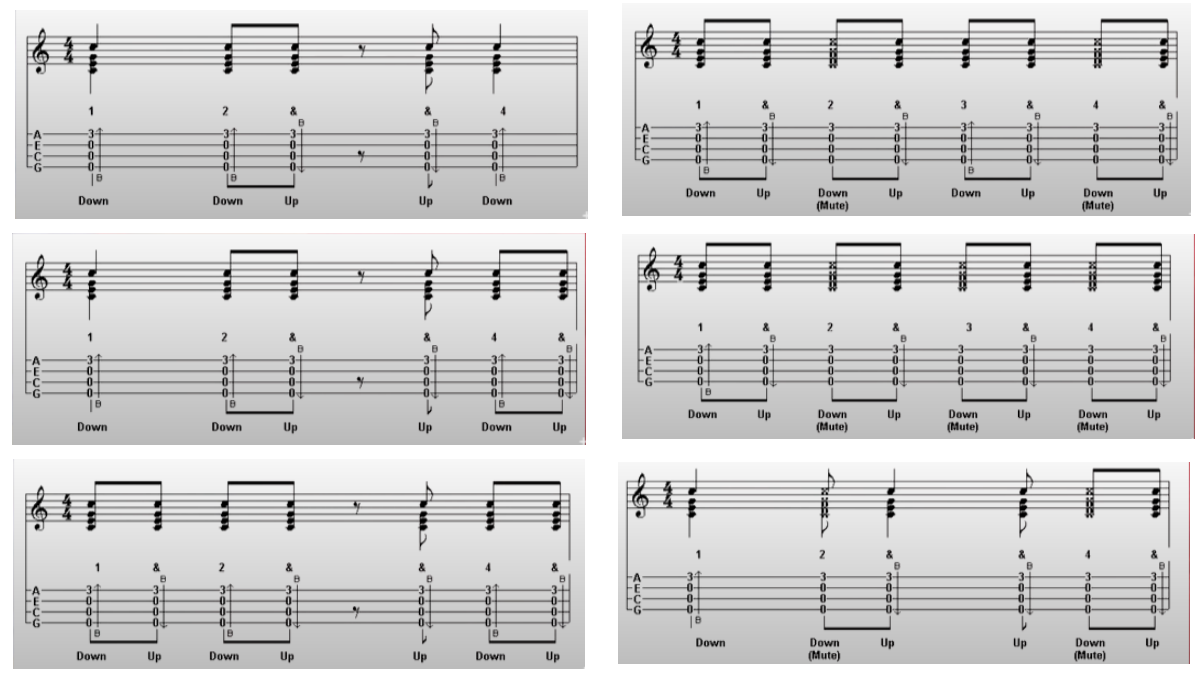 4
4
1 2 & & 4
A 3 3 3 3 3
E 0 0 0 0 0
C 0 0 0 0 0
G 0 0 0 0 0
Down Down Up Up Down
4
4
1 & 2 & 3 & 4 &
A 3 3 3 3 3 3 3 3
E 0 0 0 0 0 0 0 0
C 0 0 0 0 0 0 0 0
G 0 0 0 0 0 0 0 0
Down Up Down Up Down Up Down Up
(Mute) (Mute)
4
4
1 2 & & 4 &
A 3 3 3 3 3 3
E 0 0 0 0 0 0
C 0 0 0 0 0 0
G 0 0 0 0 0 0
Down Down Up Up Down Up
4
4
1 & 2 & 3 & 4 &
A 3 3 3 3 3 3 3 3
E 0 0 0 0 0 0 0 0
C 0 0 0 0 0 0 0 0
G 0 0 0 0 0 0 0 0
Down Up Down Up Down Up Down Up
(Mute) (Mute) (Mute)
4
4
1 & 2 & & 4 &
A 3 3 3 3 3 3 3
E 0 0 0 0 0 0 0
C 0 0 0 0 0 0 0
G 0 0 0 0 0 0 0
Down Up Down Up Up Down Up
4
4
1 2 & & 4 &
A 3 3 3 3 3 3
E 0 0 0 0 0 0
C 0 0 0 0 0 0
G 0 0 0 0 0 0
Down Down Up Up Down Up
(Mute) (Mute)